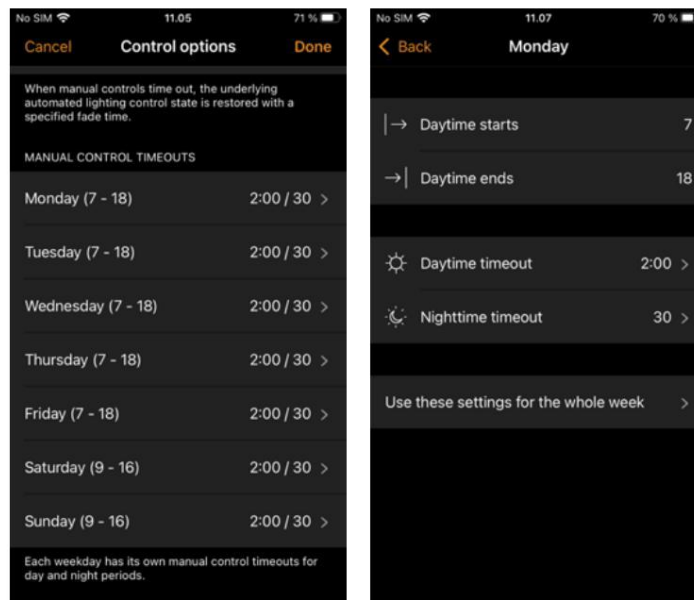 No SIM 11.05 71 %
Cancel Control options Done
When manual controls time out, the underlying
automated lighting control state is restored with a
specified fade time.
MANUAL CONTROL TIMEOUTS
Monday (7 - 18) 2:00 / 30 >
Tuesday (7 - 18) 2:00 / 30 >
Wednesday (7 - 18) 2:00 / 30 >
Thursday (7 - 18) 2:00 / 30 >
Friday (7 - 18) 2:00 / 30 >
Saturday (9 - 16) 2:00 / 30 >
Sunday (9 - 16) 2:00 / 30 >
Each weekday has its own manual control timeouts for
day and night periods.
No SIM 11.07 70 %
< Back Monday
Daytime starts 7
Daytime ends 18
Daytime timeout 2:00 >
Nighttime timeout 30 >
Use these settings for the whole week >